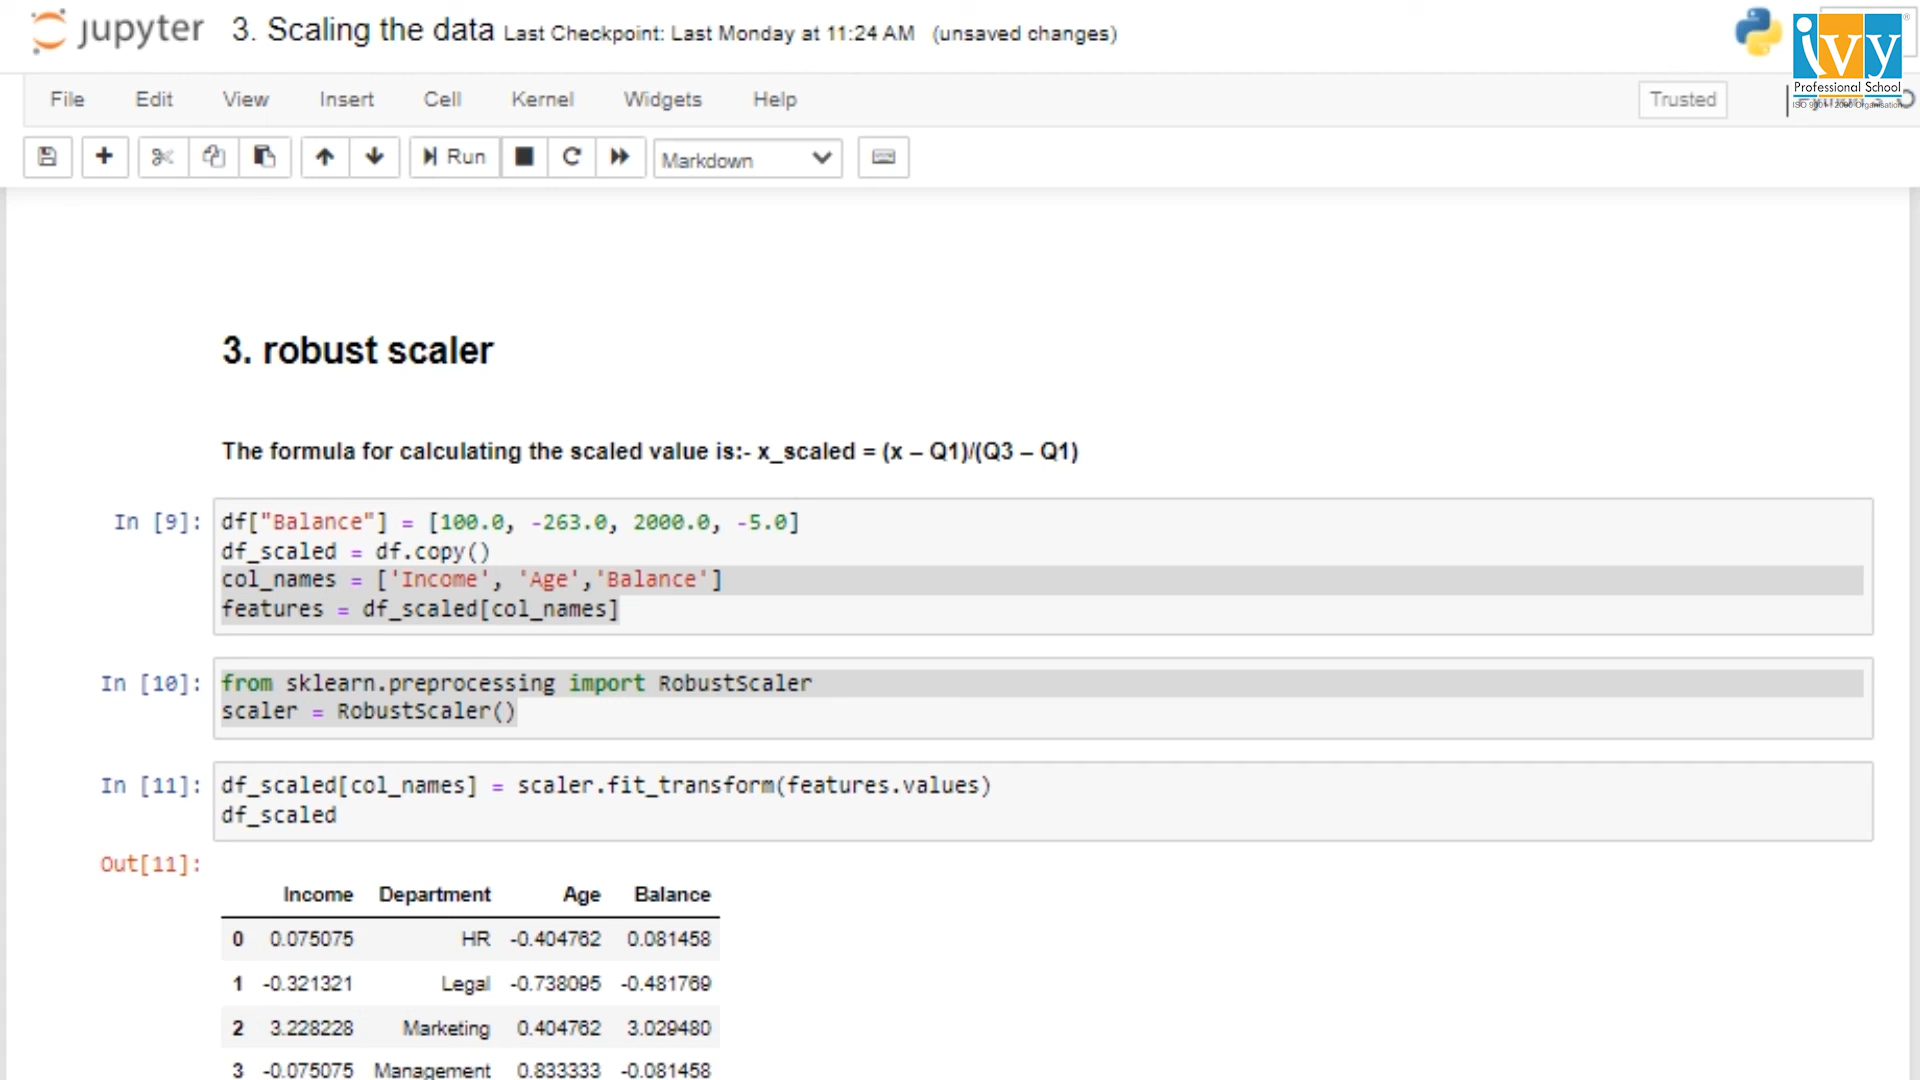 jupyter 3. Scaling the data Last Checkpoint: Last Monday at 11:24 AM (unsaved changes)
ivy
Professional School
ISO 9001 : 2000 Organisation
File Edit View Insert Cell Kernel Widgets Help Trusted
Run Markdown
3. robust scaler
The formula for calculating the scaled value is:- x_scaled = (x – Q1)/(Q3 – Q1)
In [9]: df["Balance"] = [100.0, -263.0, 2000.0, -5.0]
df_scaled = df.copy()
col_names = ['Income', 'Age','Balance']
features = df_scaled[col_names]
In [10]: from sklearn.preprocessing import RobustScaler
scaler = RobustScaler()
In [11]: df_scaled[col_names] = scaler.fit_transform(features.values)
df_scaled
Out[11]:
Income Department Age Balance
0 0.075075 HR -0.404762 0.081458
1 -0.321321 Legal -0.738095 -0.481769
2 3.228228 Marketing 0.404762 3.029480
3 -0.075075 Management 0.833333 -0.081458